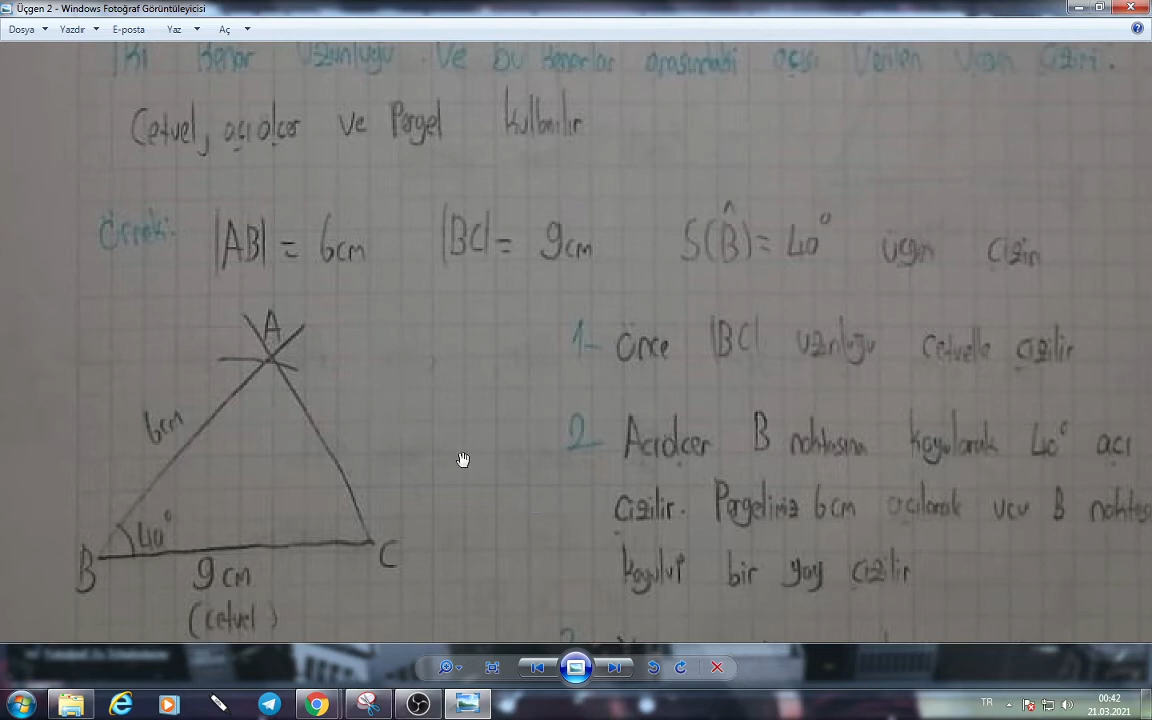 Üçgen 2 - Windows Fotoğraf Görüntüleyicisi
Dosya Yazdır E-posta Yaz Aç
İki Kenar Uzunluğu ve bu kenarlar arasındaki açısı verilen üçgen çizimi:
Cetvel, açıölçer ve Pergel kullanılır
Örnek:
|AB| = 6cm |BC| = 9cm S(B̂) = 40° üçgen çizin
A
6cm
40°
B
C
9cm
(cetvel)
1- Önce |BC| uzunluğu cetvelle çizilir
2- Açıölçer B noktasına koyularak 40° açı
çizilir. Pergelimiz 6cm açılarak ucu B noktas
koyulup bir yay çizilir
TR
00:42
21.03.2021